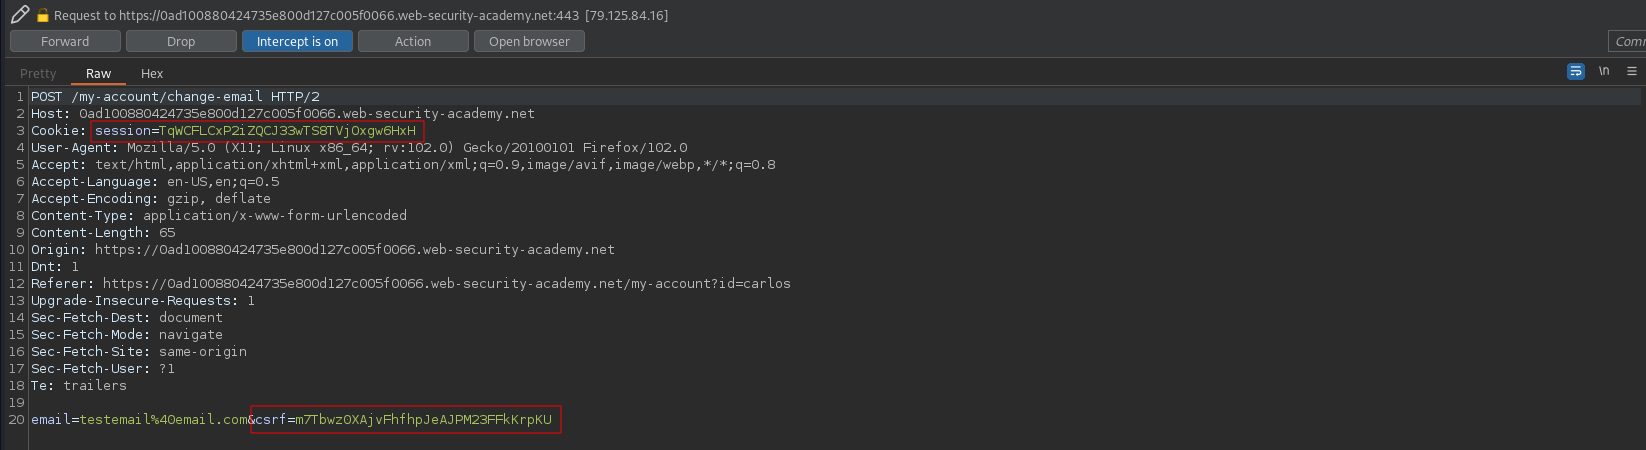 Request to https://0ad100880424735e800d127c005f0066.web-security-academy.net:443 [79.125.84.16]
Forward Drop Intercept is on Action Open browser
Pretty Raw Hex \n
1 POST /my-account/change-email HTTP/2
2 Host: 0ad100880424735e800d127c005f0066.web-security-academy.net
3 Cookie: session=TqWCFLCxP2iZQCJ33wTS8TVjOxgw6HxH
4 User-Agent: Mozilla/5.0 (X11; Linux x86_64; rv:102.0) Gecko/20100101 Firefox/102.0
5 Accept: text/html,application/xhtml+xml,application/xml;q=0.9,image/avif,image/webp,*/*;q=0.8
6 Accept-Language: en-US,en;q=0.5
7 Accept-Encoding: gzip, deflate
8 Content-Type: application/x-www-form-urlencoded
9 Content-Length: 65
10 Origin: https://0ad100880424735e800d127c005f0066.web-security-academy.net
11 Dnt: 1
12 Referer: https://0ad100880424735e800d127c005f0066.web-security-academy.net/my-account?id=carlos
13 Upgrade-Insecure-Requests: 1
14 Sec-Fetch-Dest: document
15 Sec-Fetch-Mode: navigate
16 Sec-Fetch-Site: same-origin
17 Sec-Fetch-User: ?1
18 Te: trailers
19
20 email=testemail%40email.com&csrf=m7Tbwz0XAjvFhfhpJeAJPM23FFkKrpKU